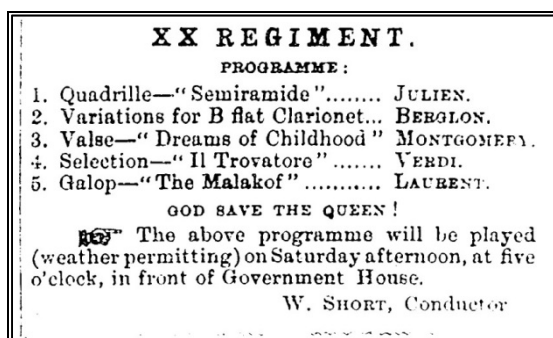 XX REGIMENT.
PROGRAMME:
1. Quadrille—“Semiramide”........ JULIEN.
2. Variations for B flat Clarionet... BERGLON.
3. Valse—“Dreams of Childhood” MONTGOMERY.
4. Selection—“Il Trovatore”....... VERDI.
5. Galop—“The Malakof”........... LAURENT.
GOD SAVE THE QUEEN!
☞ The above programme will be played
(weather permitting) on Saturday afternoon, at five
o'clock, in front of Government House.
W. SHORT, Conductor